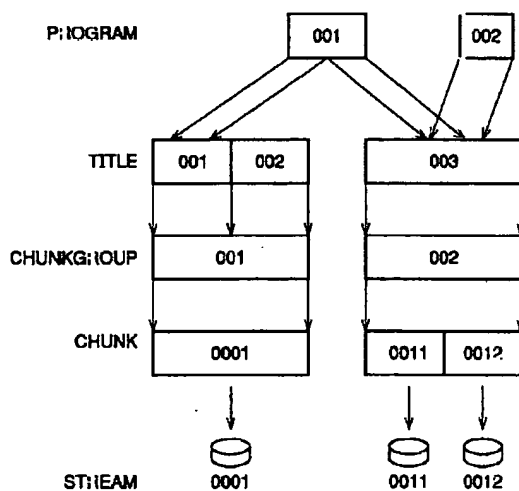 PROGRAM 001 002
TITLE 001 002 003
CHUNKGROUP 001 002
CHUNK 0001 0011 0012
STREAM 0001 0011 0012